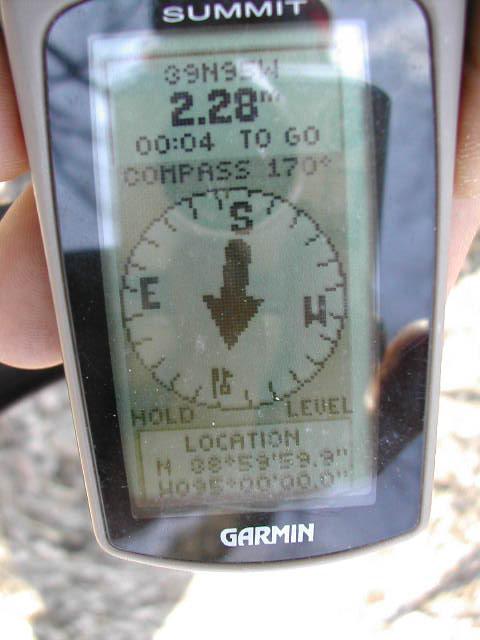 SUMMIT
39N95W
2.28m
00:04 TO GO
COMPASS 170°
S
E
W
N
HOLD LEVEL
LOCATION
N 38°59'59.9"
W095°00'00.0"
GARMIN